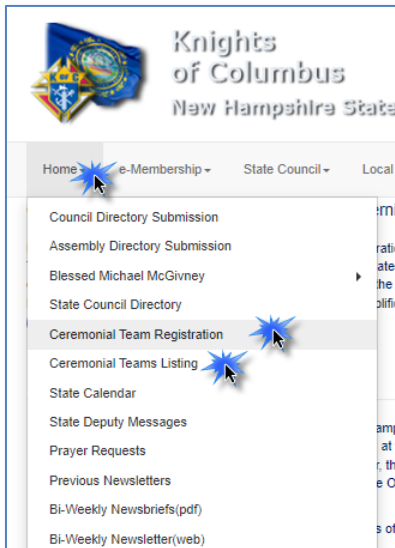 Knights
of Columbus
New Hampshire State
Home
e-Membership
State Council
Local
Council Directory Submission
Assembly Directory Submission
Blessed Michael McGivney
State Council Directory
Ceremonial Team Registration
Ceremonial Teams Listing
State Calendar
State Deputy Messages
Prayer Requests
Previous Newsletters
Bi-Weekly Newsbriefs(pdf)
Bi-Weekly Newsletter(web)